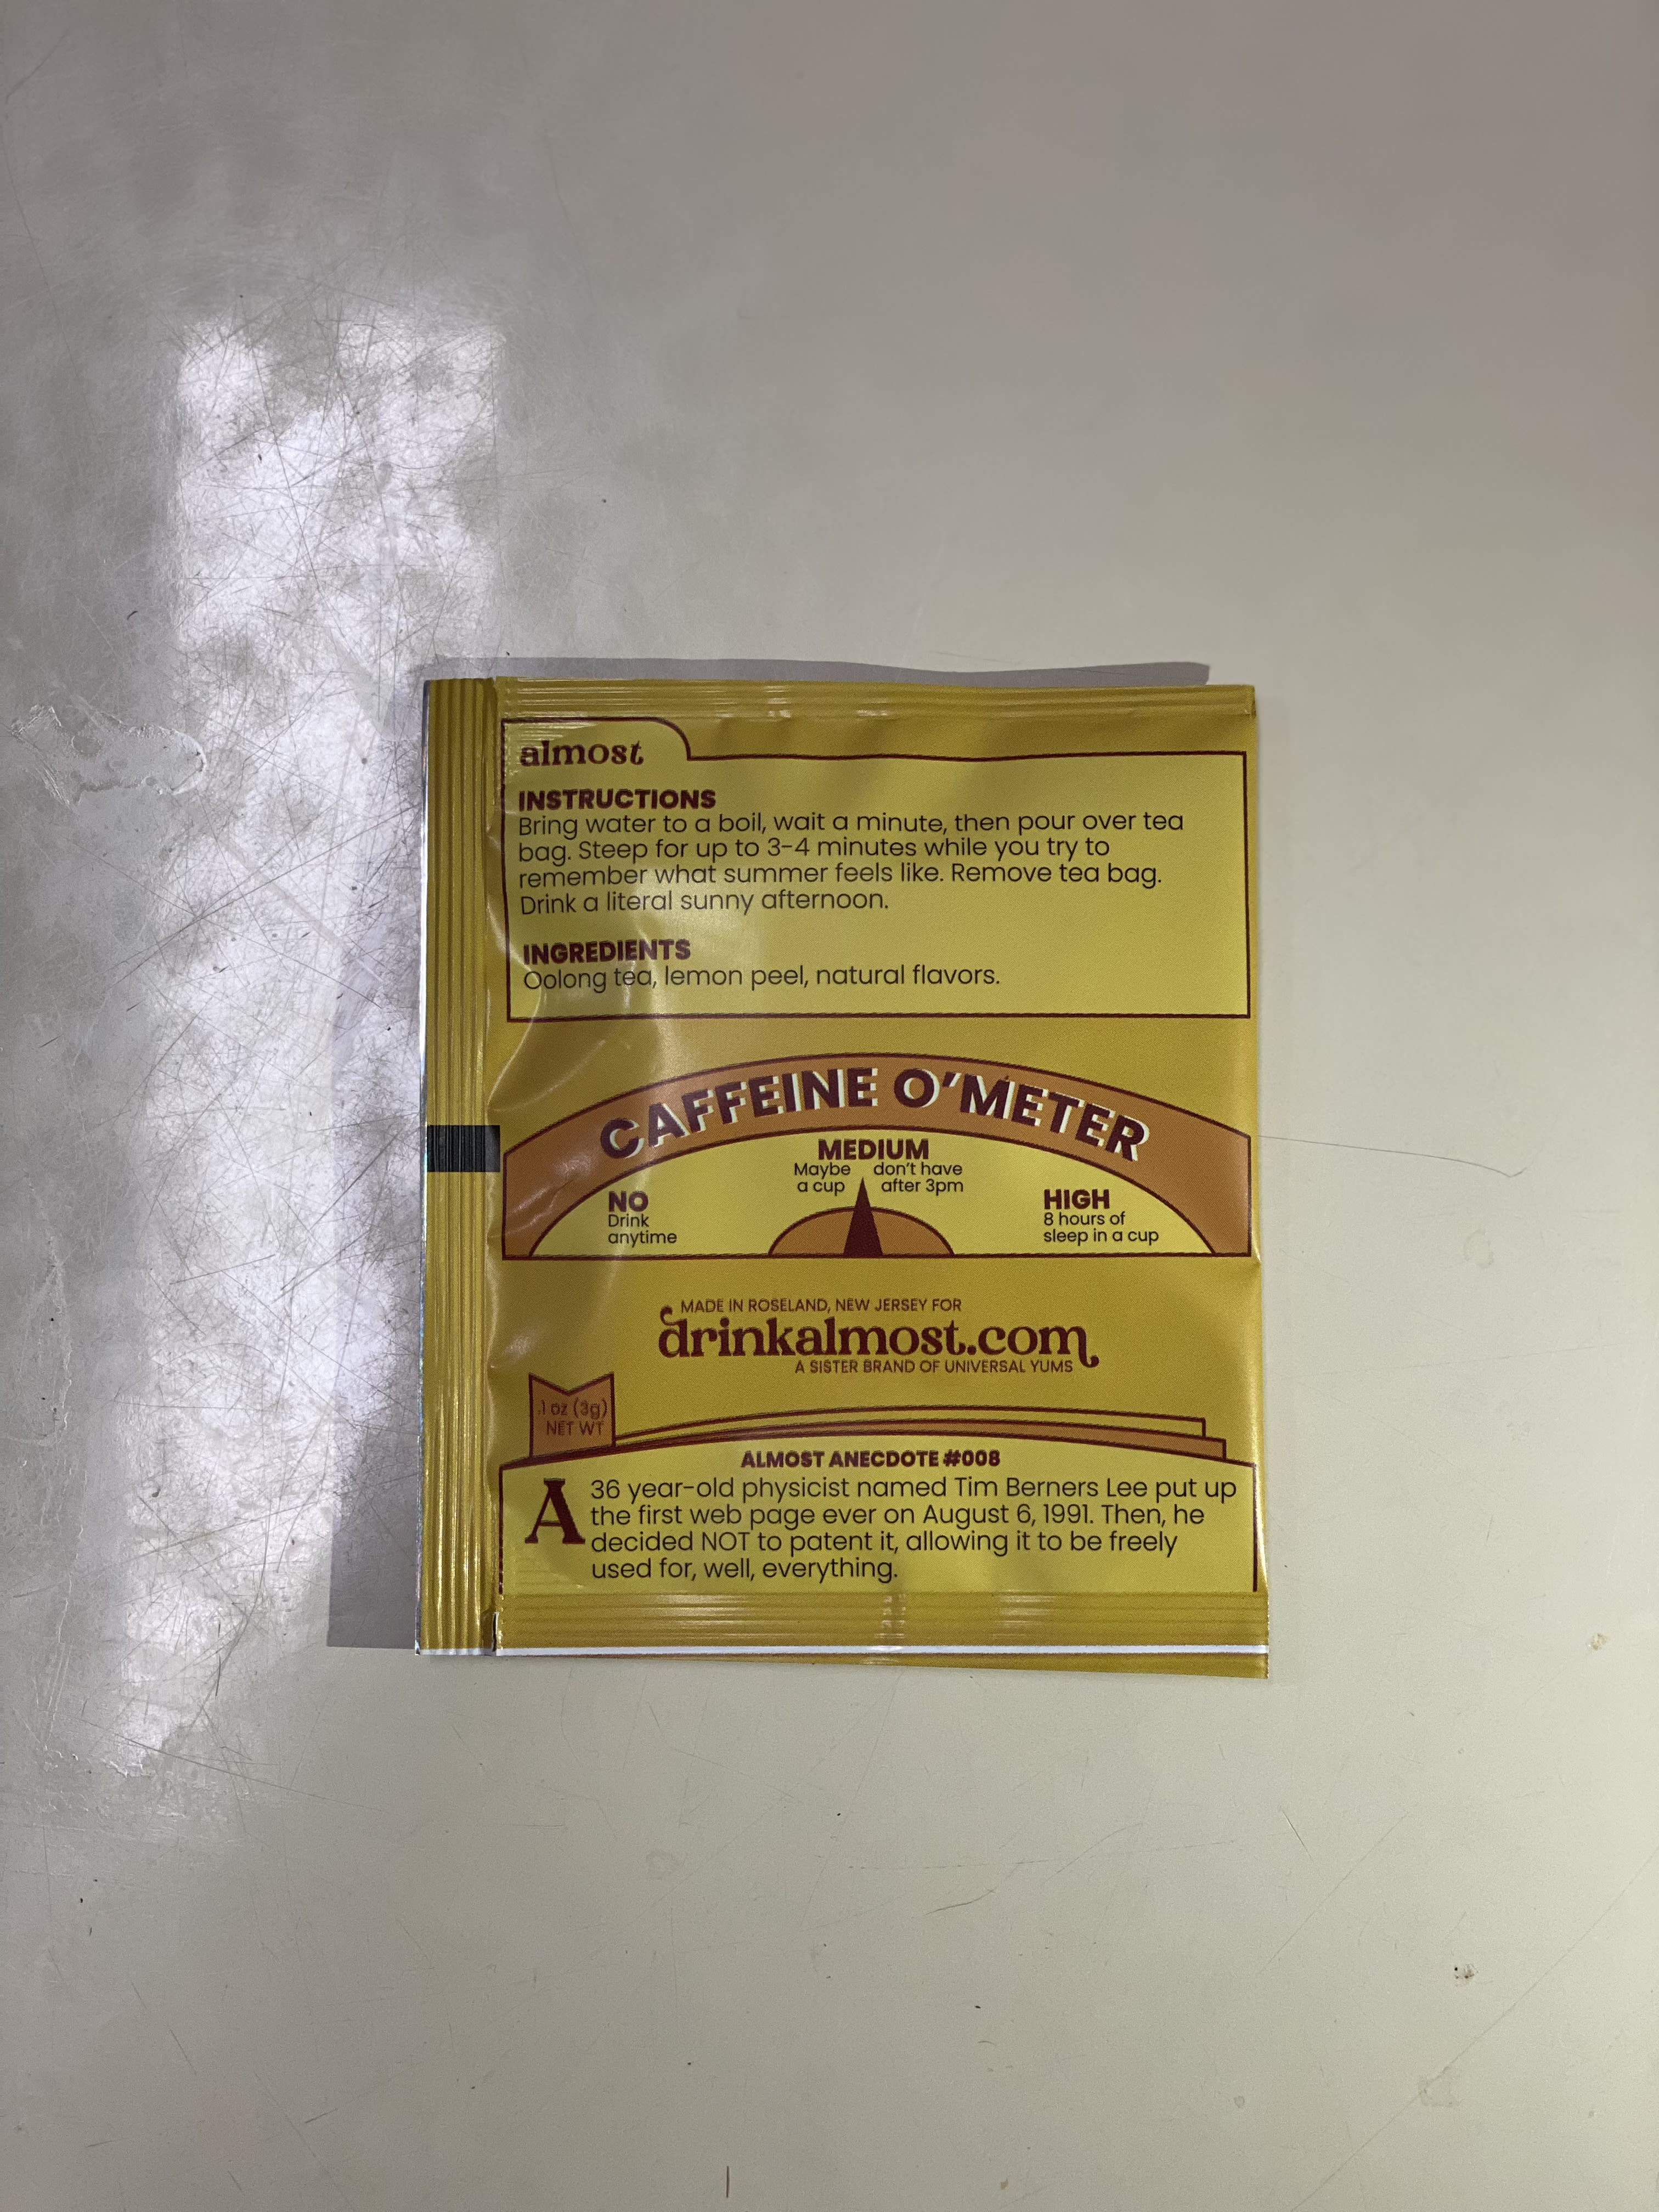 almost
INSTRUCTIONS
Bring water to a boil, wait a minute, then pour over tea
bag. Steep for up to 3-4 minutes while you try to
remember what summer feels like. Remove tea bag.
Drink a literal sunny afternoon.
INGREDIENTS
Oolong tea, lemon peel, natural flavors.
CAFFEINE O'METER
MEDIUM
Maybe don't have
a cup after 3pm
NO
Drink
anytime
HIGH
8 hours of
sleep in a cup
MADE IN ROSELAND, NEW JERSEY FOR
drinkalmost.com
A SISTER BRAND OF UNIVERSAL YUMS
.1 oz (3g)
NET WT
ALMOST ANECDOTE #008
A 36 year-old physicist named Tim Berners Lee put up
the first web page ever on August 6, 1991. Then, he
decided NOT to patent it, allowing it to be freely
used for, well, everything.